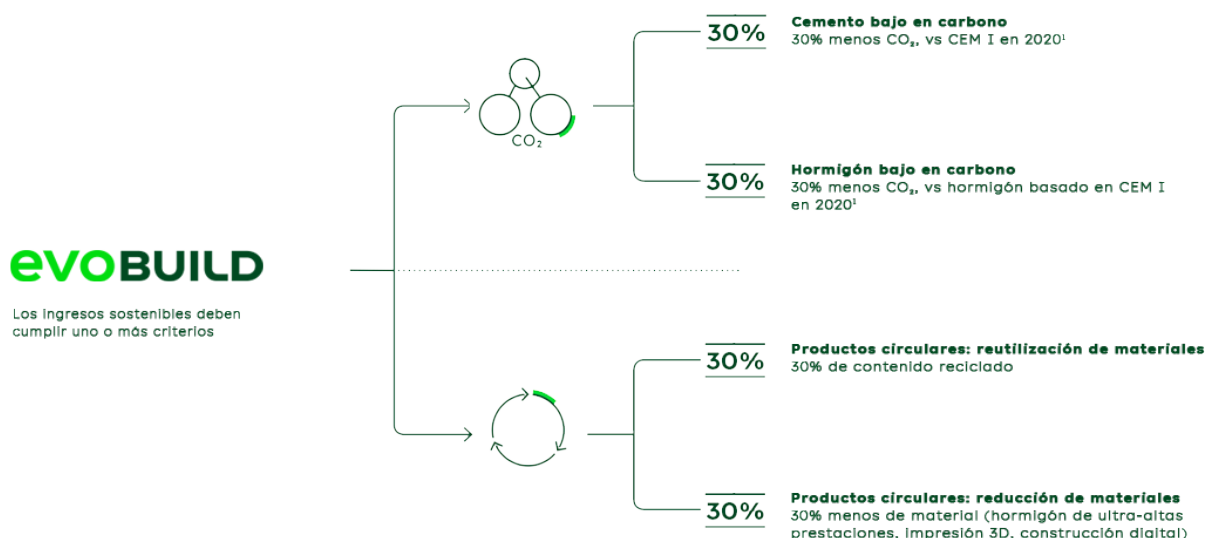 30%
Cemento bajo en carbono
30% menos CO₂, vs CEM I en 2020¹
CO₂
30%
Hormigón bajo en carbono
30% menos CO₂, vs hormigón basado en CEM I
en 2020¹
evoBUILD
Los ingresos sostenibles deben
cumplir uno o más criterios
30%
Productos circulares: reutilización de materiales
30% de contenido reciclado
30%
Productos circulares: reducción de materiales
30% menos de material (hormigón de ultra-altas
prestaciones, impresión 3D, construcción digital)